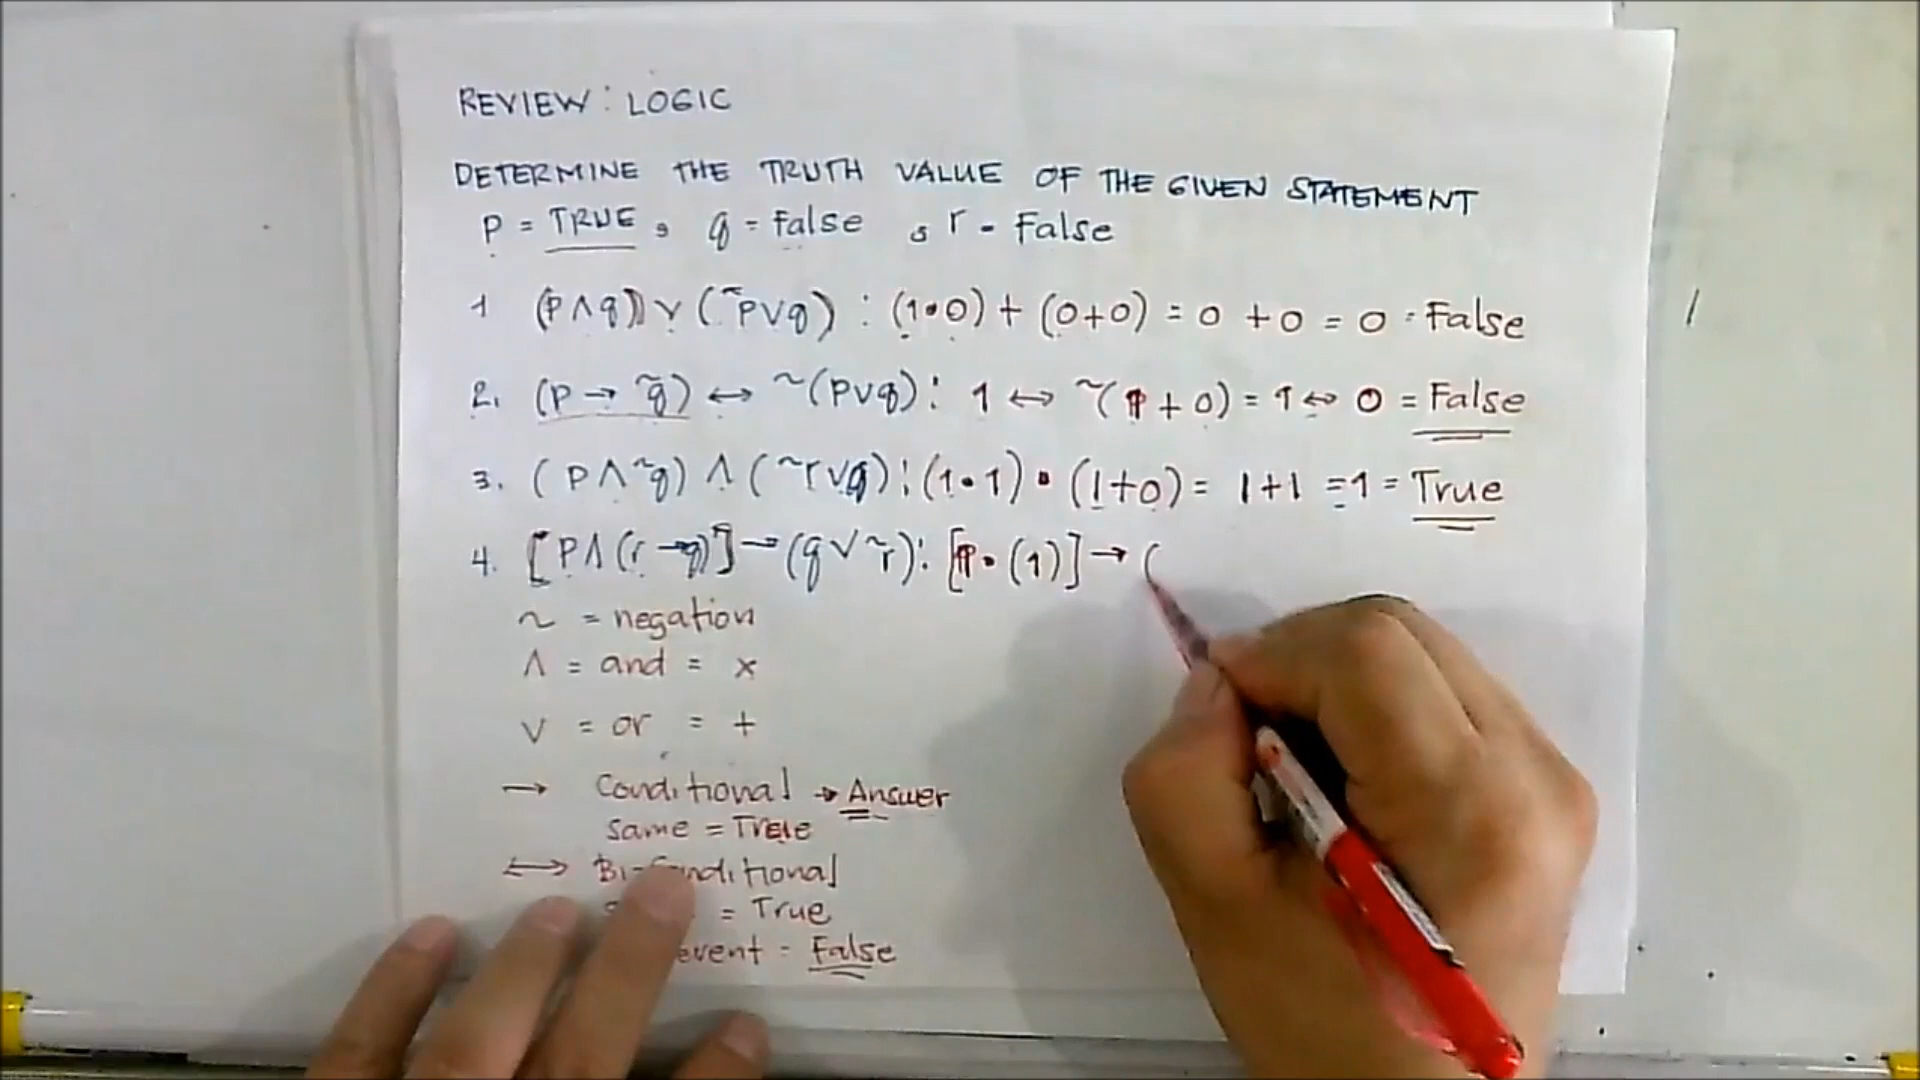 REVIEW : LOGIC
DETERMINE THE TRUTH VALUE OF THE GIVEN STATEMENT
P = TRUE, q = False, r - False
1 (P∧q) ∨ (~P∨q) : (1•0) + (0+0) = 0 + 0 = 0 = False
2. (P → ~q) ↔ ~(P∨q) : 1 ↔ ~(1 + 0) = 1 ↔ 0 = False
3. (P∧~q) ∧ (~r∨q) : (1•1) • (1+0) = 1+1 = 1 = True
4. [P∧(r→q)] → (q∨~r) : [1•(1)] → (
~ = negation
∧ = and = x
∨ = or = +
→ Conditional → Answer
Same = True
↔ Bi-Conditional
= True
= False